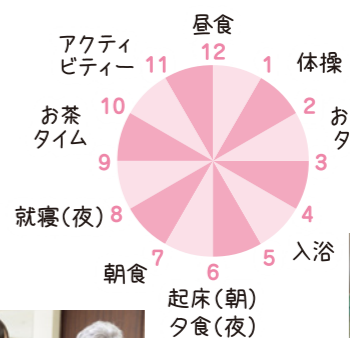 昼食
12
アクティ
ビティー
11
1
体操
10
2
お茶
タイム
お
タ
9
3
就寝(夜)
8
4
朝食
7
5
入浴
6
起床(朝)
夕食(夜)